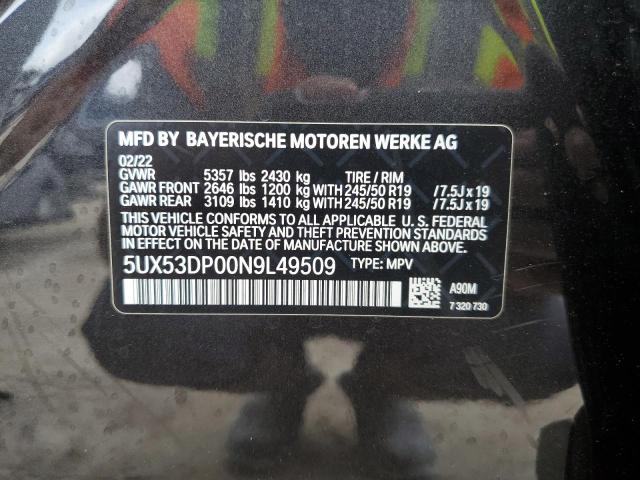 MFD BY BAYERISCHE MOTOREN WERKE AG
02/22
GVWR 5357 lbs 2430 kg TIRE / RIM
GAWR FRONT 2646 lbs 1200 kg WITH 245/50 R19 /7.5J x 19
GAWR REAR 3109 lbs 1410 kg WITH 245/50 R19 /7.5J x 19
THIS VEHICLE CONFORMS TO ALL APPLICABLE U.S. FEDERAL
MOTOR VEHICLE SAFETY AND THEFT PREVENTION STANDARDS
IN EFFECT ON THE DATE OF MANUFACTURE SHOWN ABOVE.
5UX53DP00N9L49509 TYPE: MPV
A90M
7 320 730